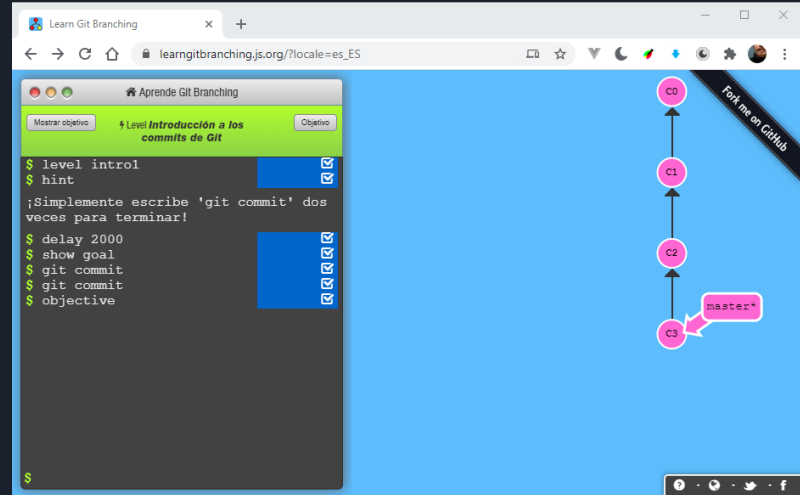 Learn Git Branching
learngitbranching.js.org/?locale=es_ES
Aprende Git Branching
Mostrar objetivo
Level Introducción a los
commits de Git
Objetivo
$ level intro1
$ hint
¡Simplemente escribe 'git commit' dos
veces para terminar!
$ delay 2000
$ show goal
$ git commit
$ git commit
$ objective
$
C0
C1
C2
C3
master*
Fork me on GitHub